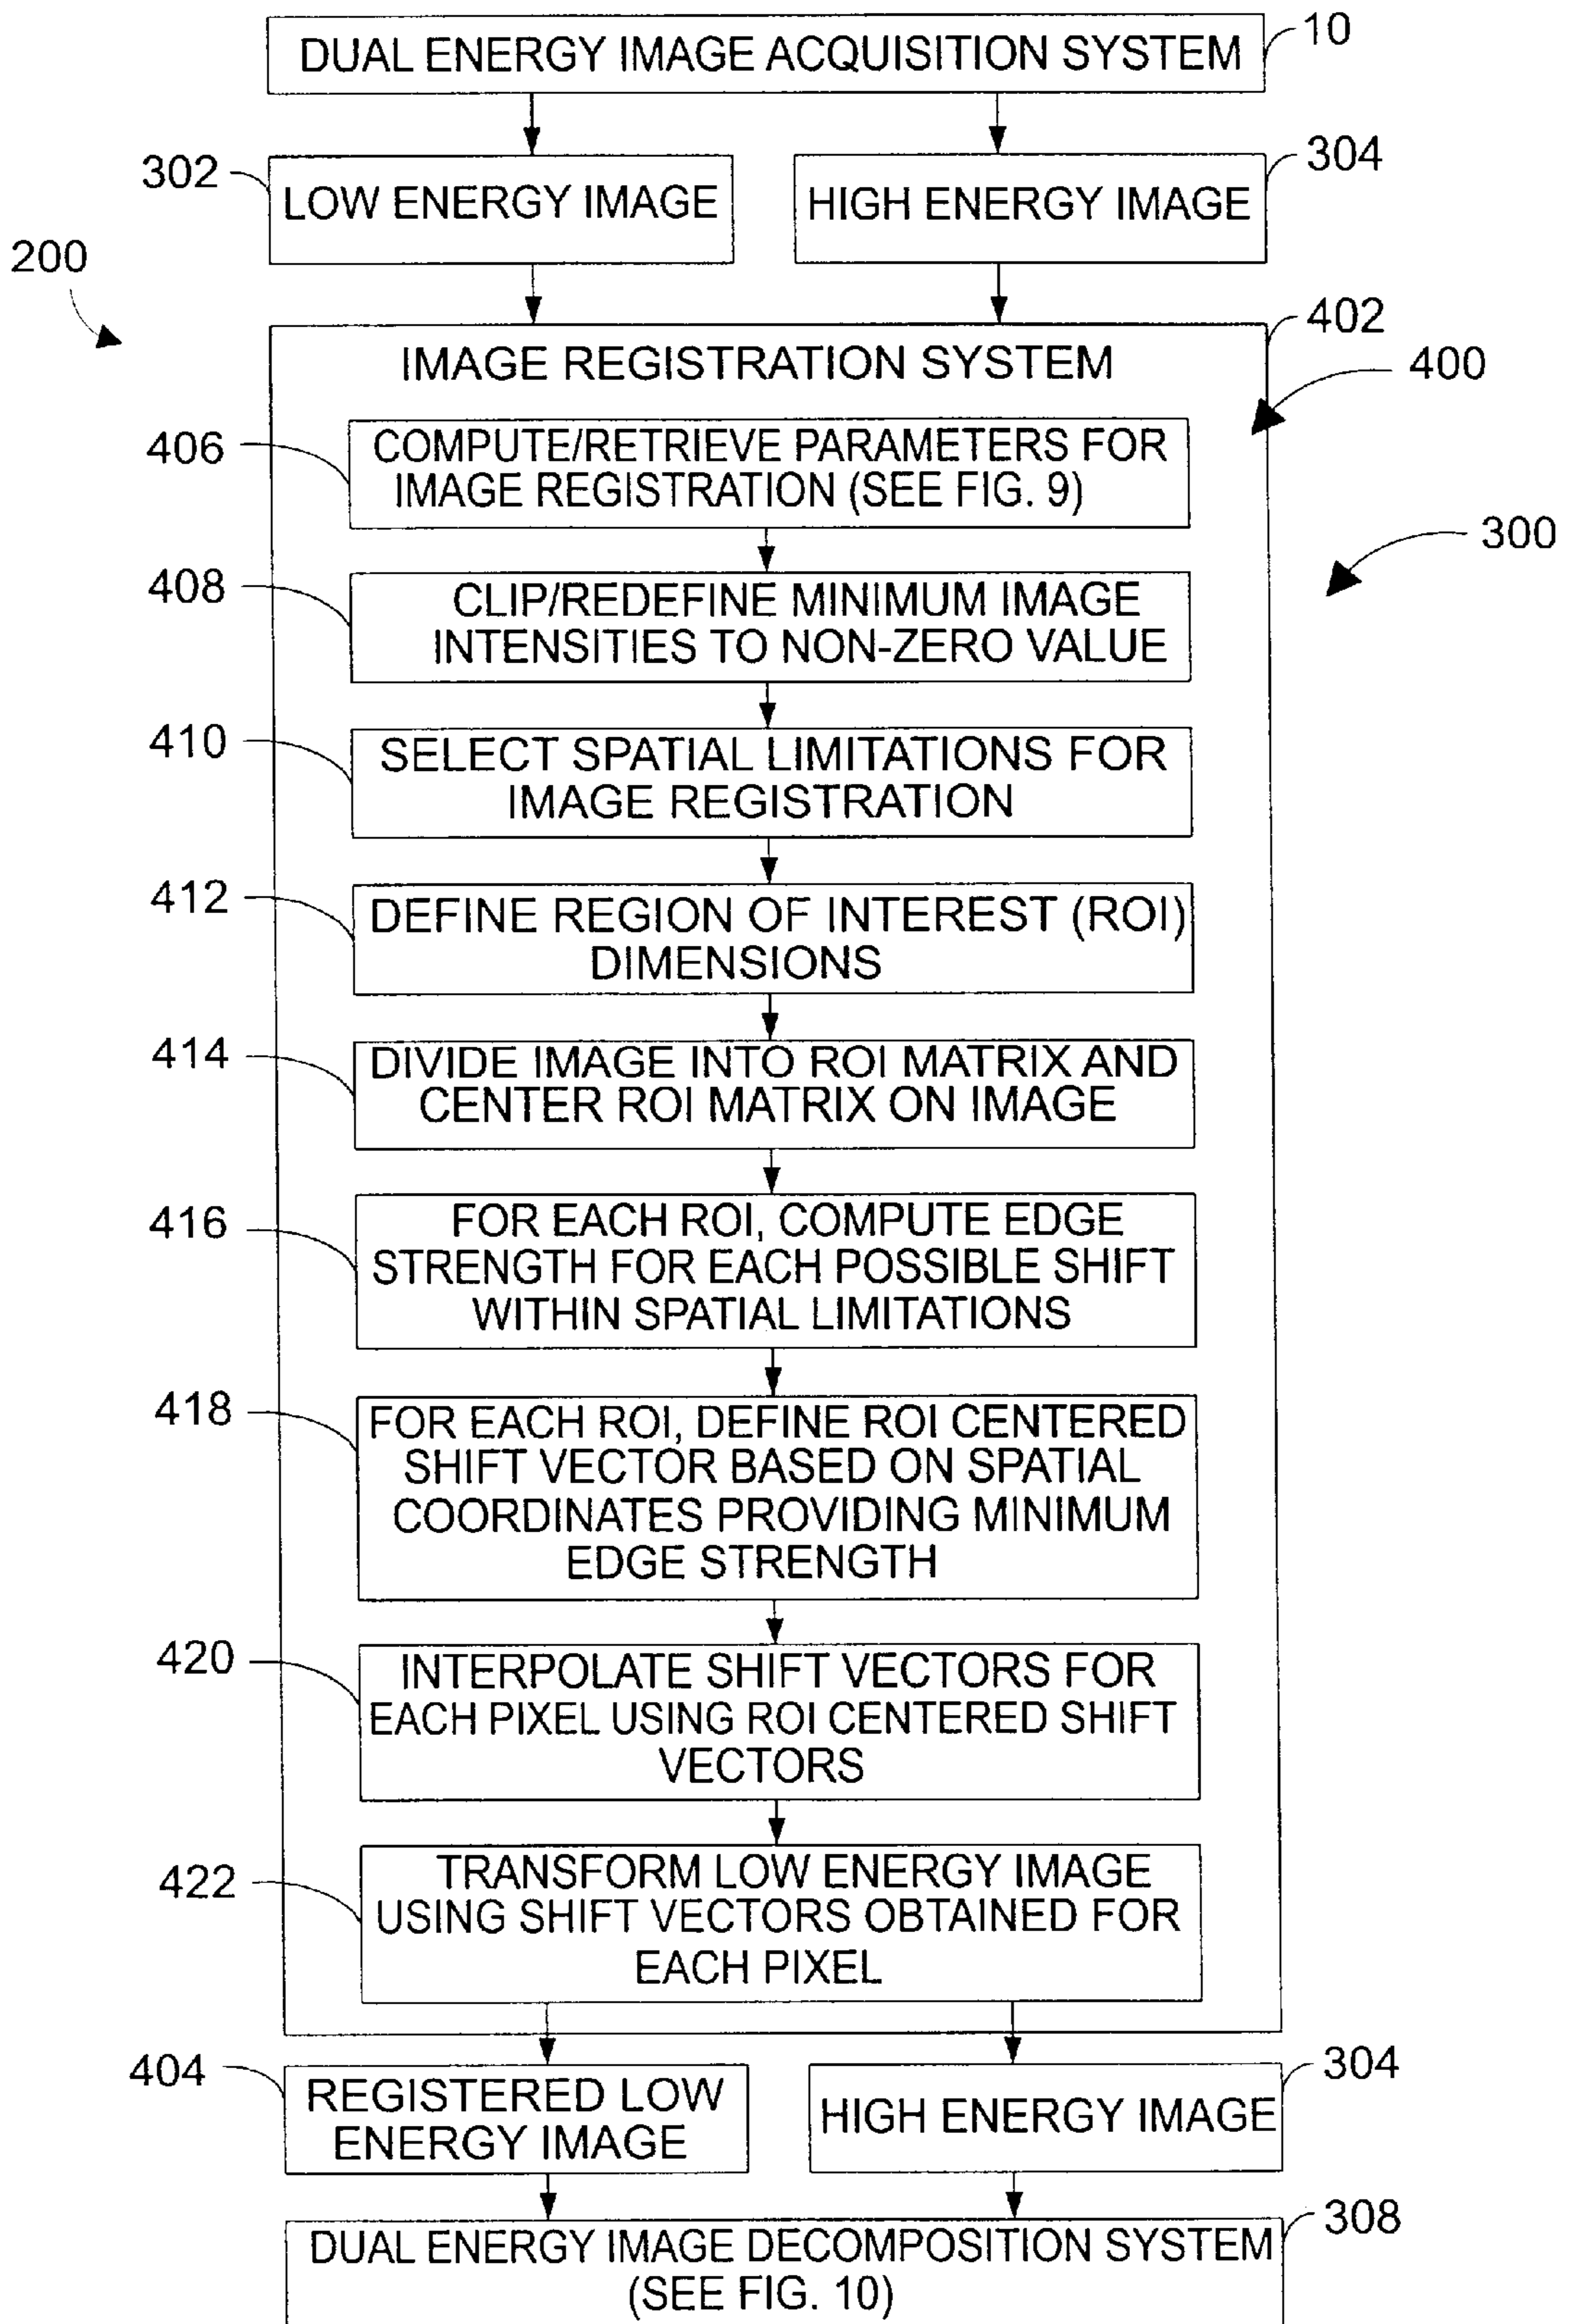 DUAL ENERGY IMAGE ACQUISITION SYSTEM
10
302
LOW ENERGY IMAGE
HIGH ENERGY IMAGE
304
200
402
IMAGE REGISTRATION SYSTEM
400
406
COMPUTE/RETRIEVE PARAMETERS FOR
IMAGE REGISTRATION (SEE FIG. 9)
300
408
CLIP/REDEFINE MINIMUM IMAGE
INTENSITIES TO NON-ZERO VALUE
410
SELECT SPATIAL LIMITATIONS FOR
IMAGE REGISTRATION
412
DEFINE REGION OF INTEREST (ROI)
DIMENSIONS
414
DIVIDE IMAGE INTO ROI MATRIX AND
CENTER ROI MATRIX ON IMAGE
416
FOR EACH ROI, COMPUTE EDGE
STRENGTH FOR EACH POSSIBLE SHIFT
WITHIN SPATIAL LIMITATIONS
418
FOR EACH ROI, DEFINE ROI CENTERED
SHIFT VECTOR BASED ON SPATIAL
COORDINATES PROVIDING MINIMUM
EDGE STRENGTH
420
INTERPOLATE SHIFT VECTORS FOR
EACH PIXEL USING ROI CENTERED SHIFT
VECTORS
422
TRANSFORM LOW ENERGY IMAGE
USING SHIFT VECTORS OBTAINED FOR
EACH PIXEL
404
REGISTERED LOW
ENERGY IMAGE
HIGH ENERGY IMAGE
304
DUAL ENERGY IMAGE DECOMPOSITION SYSTEM
(SEE FIG. 10)
308